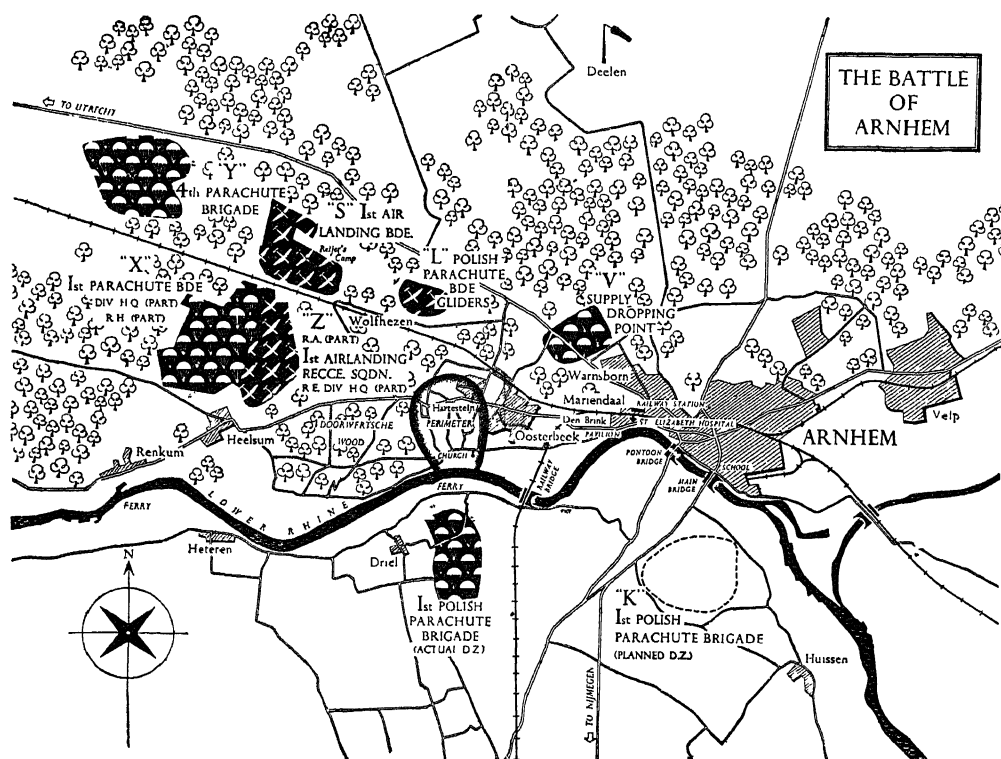 THE BATTLE
OF
ARNHEM
Deelen
TO UTRECHT
"Y"
4th PARACHUTE
BRIGADE
"S" Ist AIR
LANDING BDE.
Reijer's
Camp
"L" POLISH
PARACHUTE
BDE
GLIDERS
"X"
Ist PARACHUTE BDE
DIV H Q (PART)
R H (PART)
"Z"
R.A. (PART)
Ist AIRLANDING
RECCE. SQDN.
R E. DIV HQ (PART)
Wolfhezen
"V"
SUPPLY
DROPPING
POINT
Warnsborn
Mariendaal
RAILWAY STATION
Den Brink
ST ELIZABETH HOSPITAL
PAVILION
Oosterbeek
Hartestein
PERIMETER
CHURCH
WOOD
Heelsum
Renkum
FERRY
LOWER RHINE
FERRY
RAILWAY
BRIDGE
PONTOON
BRIDGE
MAIN
BRIDGE
SCHOOL
ARNHEM
Velp
Heteren
Driel
N
Ist POLISH
PARACHUTE
BRIGADE
(ACTUAL D.Z.)
"K"
Ist POLISH
PARACHUTE BRIGADE
(PLANNED D.Z.)
Huissen
TO NIJMEGEN